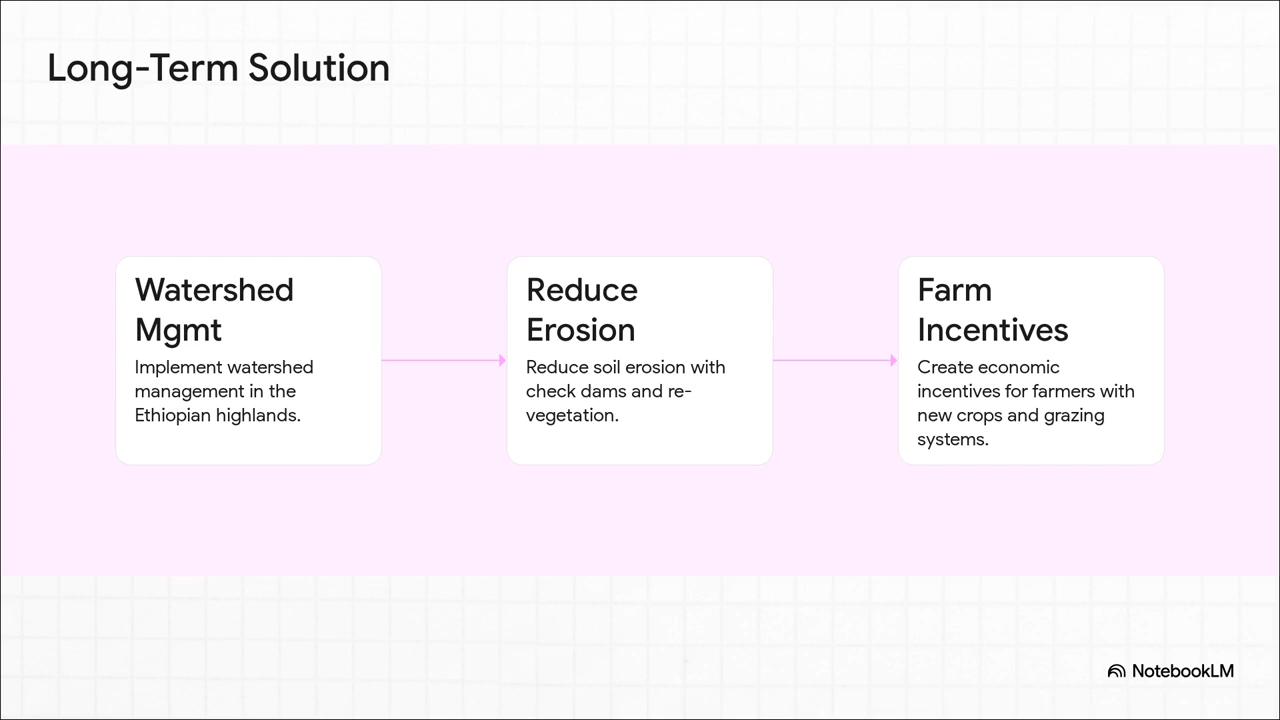 Long-Term Solution
Watershed
Mgmt
Implement watershed
management in the
Ethiopian highlands.
Reduce
Erosion
Reduce soil erosion with
check dams and re-
vegetation.
Farm
Incentives
Create economic
incentives for farmers with
new crops and grazing
systems.
NotebookLM